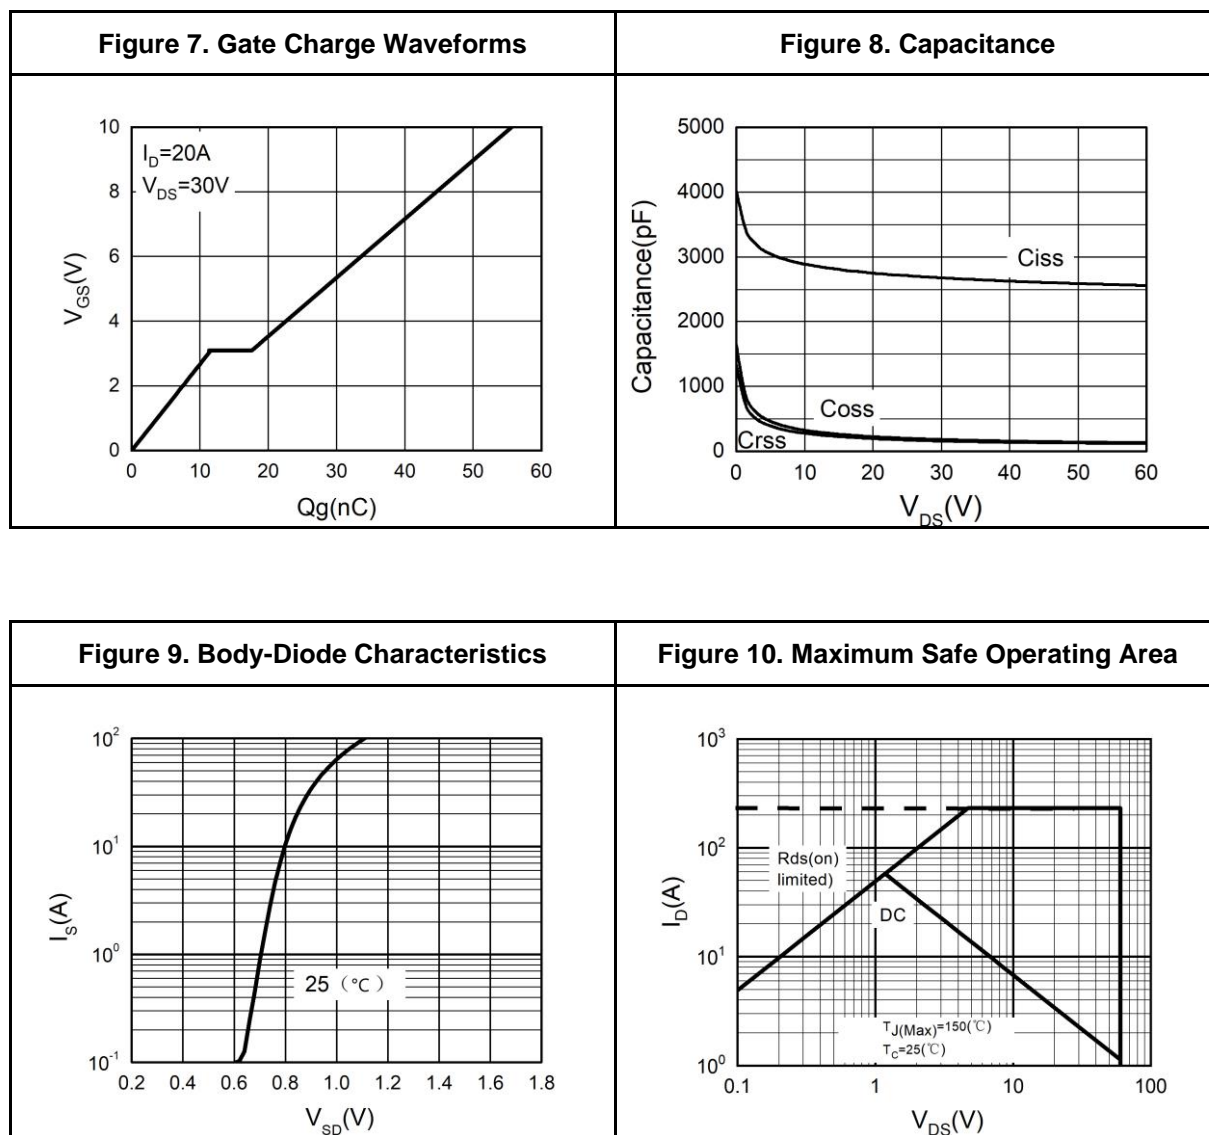 Figure 7. Gate Charge Waveforms
Figure 8. Capacitance
10
8
6
4
2
0
I_D=20A
V_DS=30V
V_GS(V)
0 10 20 30 40 50 60
Qg(nC)
5000
4000
3000
2000
1000
0
Capacitance(pF)
Ciss
Coss
Crss
0 10 20 30 40 50 60
V_DS(V)
Figure 9. Body-Diode Characteristics
Figure 10. Maximum Safe Operating Area
10^2
10^1
10^0
10^-1
I_S(A)
25（℃）
0.2 0.4 0.6 0.8 1.0 1.2 1.4 1.6 1.8
V_SD(V)
10^3
10^2
10^1
10^0
I_D(A)
Rds(on)
limited)
DC
T_J(Max)=150(℃)
T_C=25(℃)
0.1 1 10 100
V_DS(V)